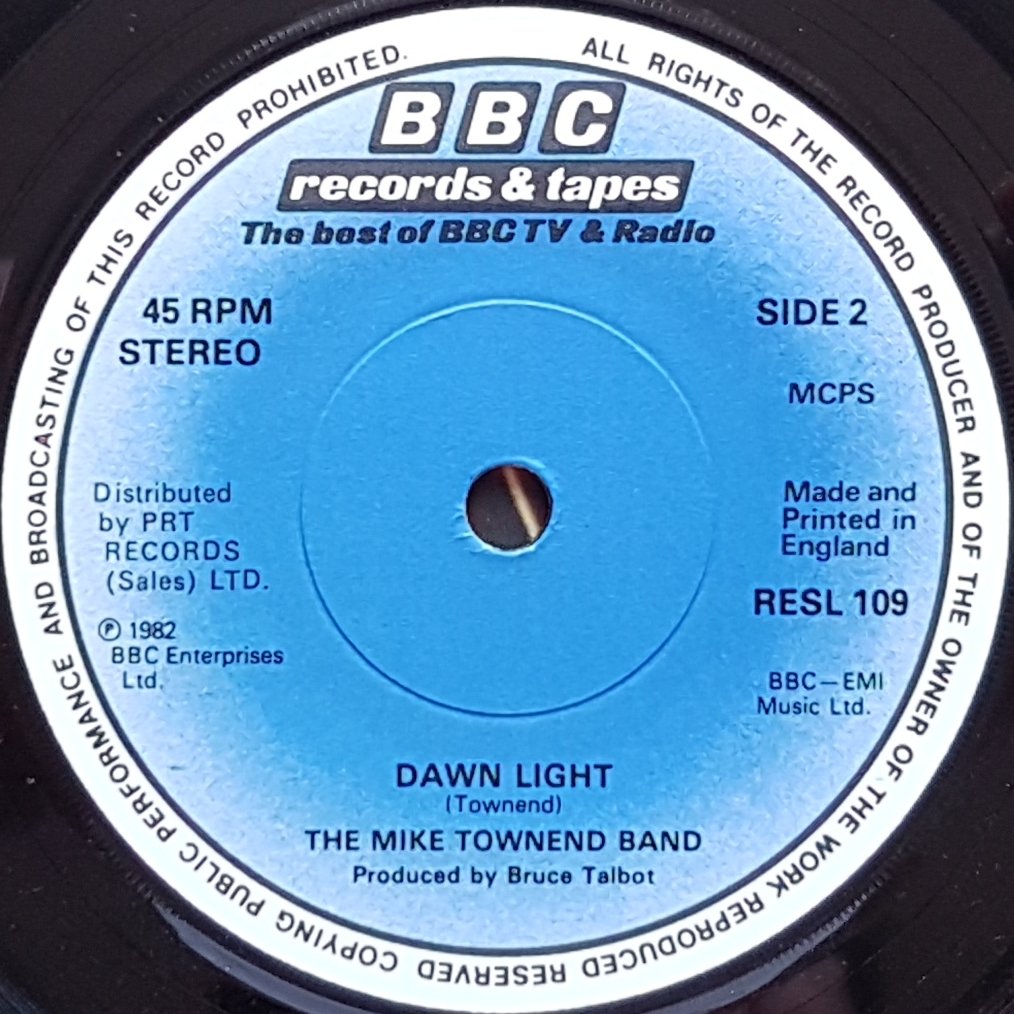 ALL RIGHTS OF THE RECORD PRODUCER AND OF THE OWNER OF THE WORK REPRODUCED RESERVED COPYING PUBLIC PERFORMANCE AND BROADCASTING OF THIS RECORD PROHIBITED.
BBC
records & tapes
The best of BBC TV & Radio
45 RPM
STEREO
SIDE 2
MCPS
Distributed
by PRT
RECORDS
(Sales) LTD.
Ⓟ 1982
BBC Enterprises
Ltd.
Made and
Printed in
England
RESL 109
BBC–EMI
Music Ltd.
DAWN LIGHT
(Townend)
THE MIKE TOWNEND BAND
Produced by Bruce Talbot